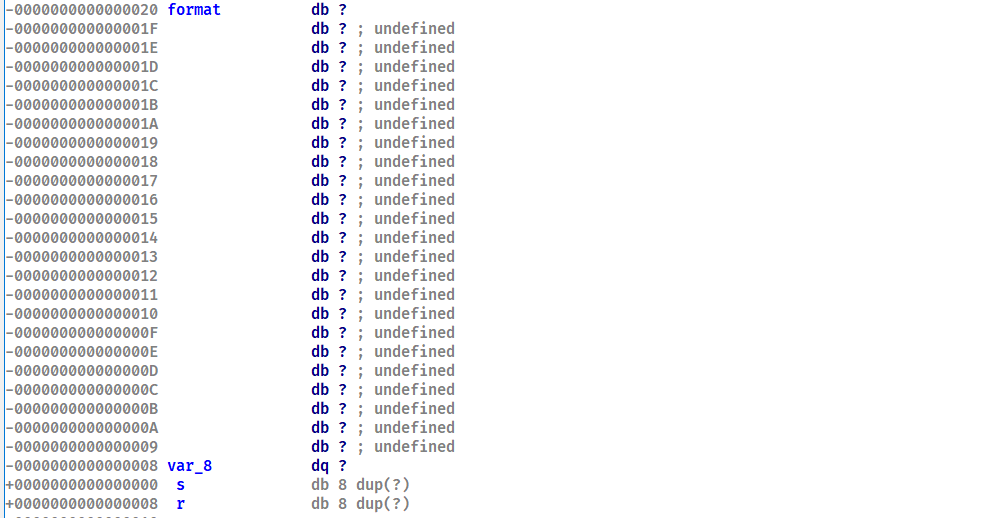 -0000000000000020 format db ?
-000000000000001F db ? ; undefined
-000000000000001E db ? ; undefined
-000000000000001D db ? ; undefined
-000000000000001C db ? ; undefined
-000000000000001B db ? ; undefined
-000000000000001A db ? ; undefined
-0000000000000019 db ? ; undefined
-0000000000000018 db ? ; undefined
-0000000000000017 db ? ; undefined
-0000000000000016 db ? ; undefined
-0000000000000015 db ? ; undefined
-0000000000000014 db ? ; undefined
-0000000000000013 db ? ; undefined
-0000000000000012 db ? ; undefined
-0000000000000011 db ? ; undefined
-0000000000000010 db ? ; undefined
-000000000000000F db ? ; undefined
-000000000000000E db ? ; undefined
-000000000000000D db ? ; undefined
-000000000000000C db ? ; undefined
-000000000000000B db ? ; undefined
-000000000000000A db ? ; undefined
-0000000000000009 db ? ; undefined
-0000000000000008 var_8 dq ?
+0000000000000000 s db 8 dup(?)
+0000000000000008 r db 8 dup(?)